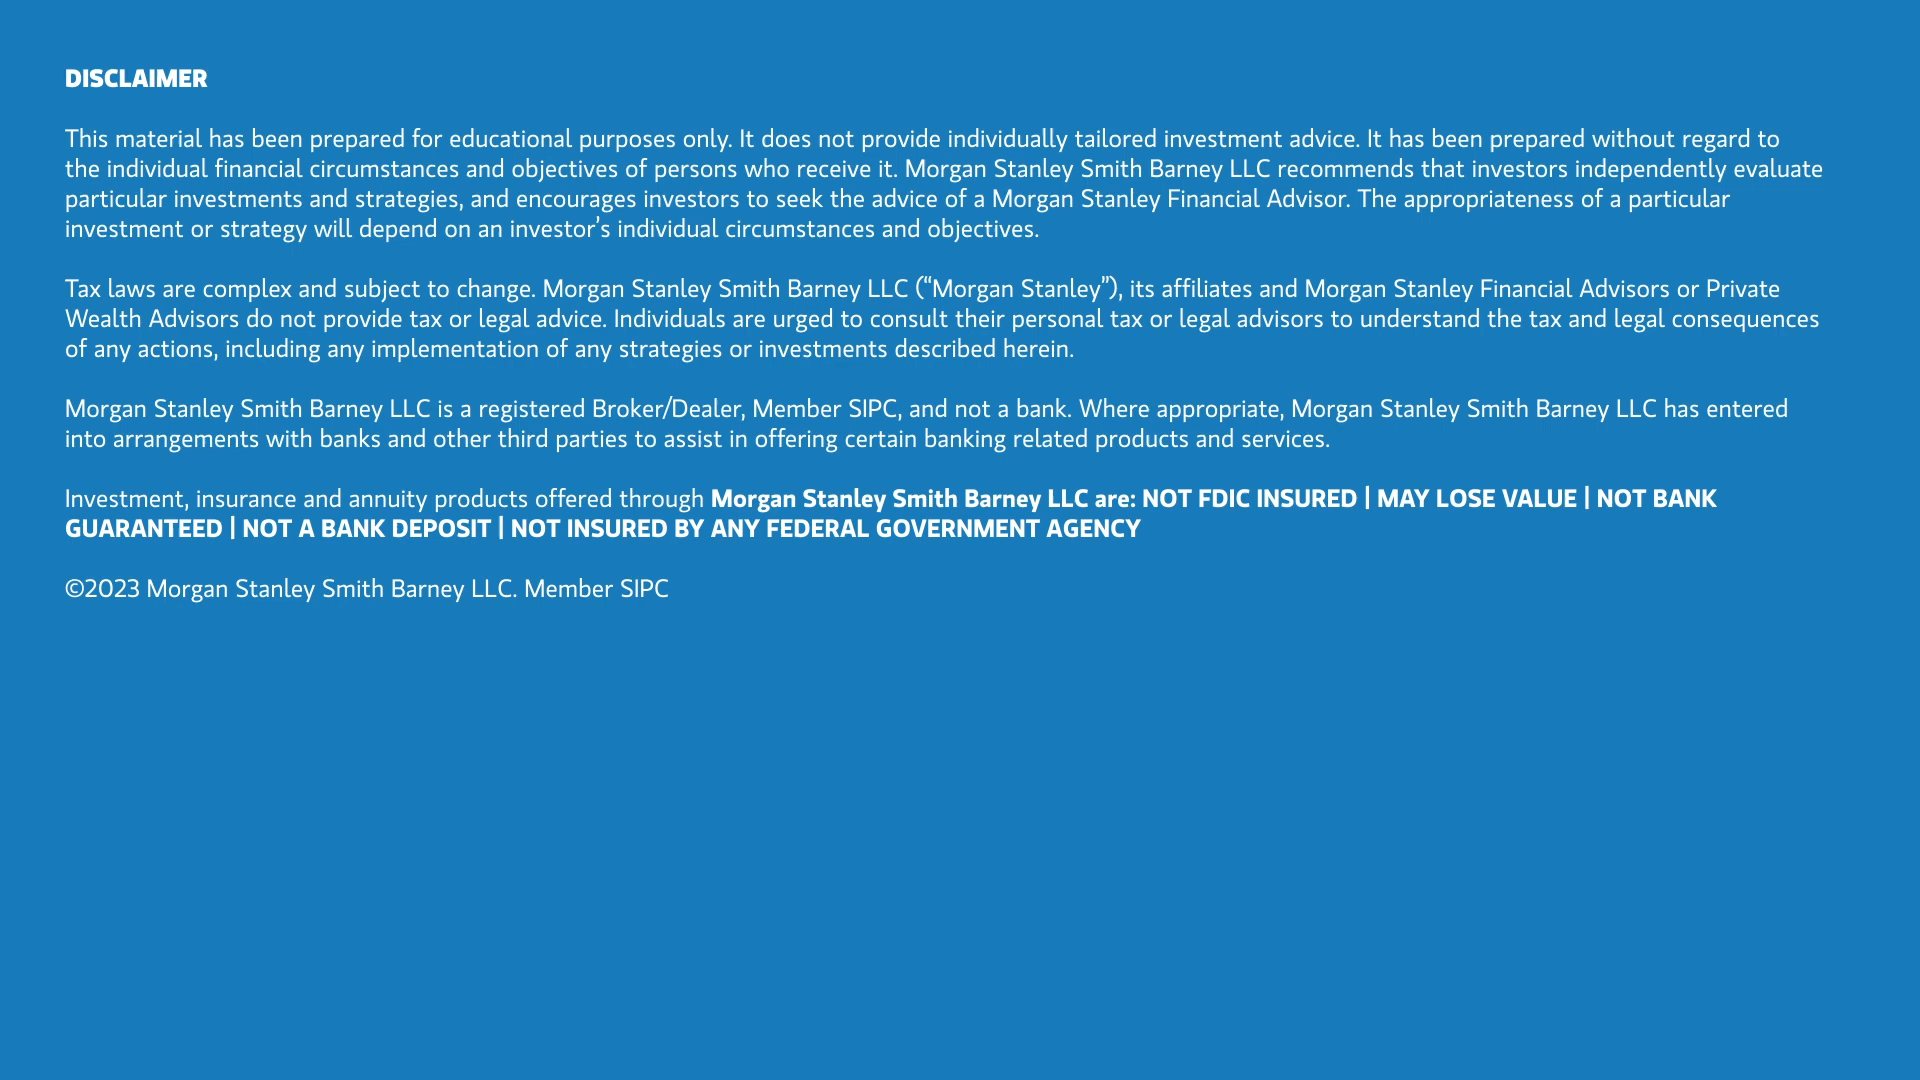 DISCLAIMER
This material has been prepared for educational purposes only. It does not provide individually tailored investment advice. It has been prepared without regard to
the individual financial circumstances and objectives of persons who receive it. Morgan Stanley Smith Barney LLC recommends that investors independently evaluate
particular investments and strategies, and encourages investors to seek the advice of a Morgan Stanley Financial Advisor. The appropriateness of a particular
investment or strategy will depend on an investor’s individual circumstances and objectives.
Tax laws are complex and subject to change. Morgan Stanley Smith Barney LLC (“Morgan Stanley”), its affiliates and Morgan Stanley Financial Advisors or Private
Wealth Advisors do not provide tax or legal advice. Individuals are urged to consult their personal tax or legal advisors to understand the tax and legal consequences
of any actions, including any implementation of any strategies or investments described herein.
Morgan Stanley Smith Barney LLC is a registered Broker/Dealer, Member SIPC, and not a bank. Where appropriate, Morgan Stanley Smith Barney LLC has entered
into arrangements with banks and other third parties to assist in offering certain banking related products and services.
Investment, insurance and annuity products offered through Morgan Stanley Smith Barney LLC are: NOT FDIC INSURED | MAY LOSE VALUE | NOT BANK
GUARANTEED | NOT A BANK DEPOSIT | NOT INSURED BY ANY FEDERAL GOVERNMENT AGENCY
©2023 Morgan Stanley Smith Barney LLC. Member SIPC